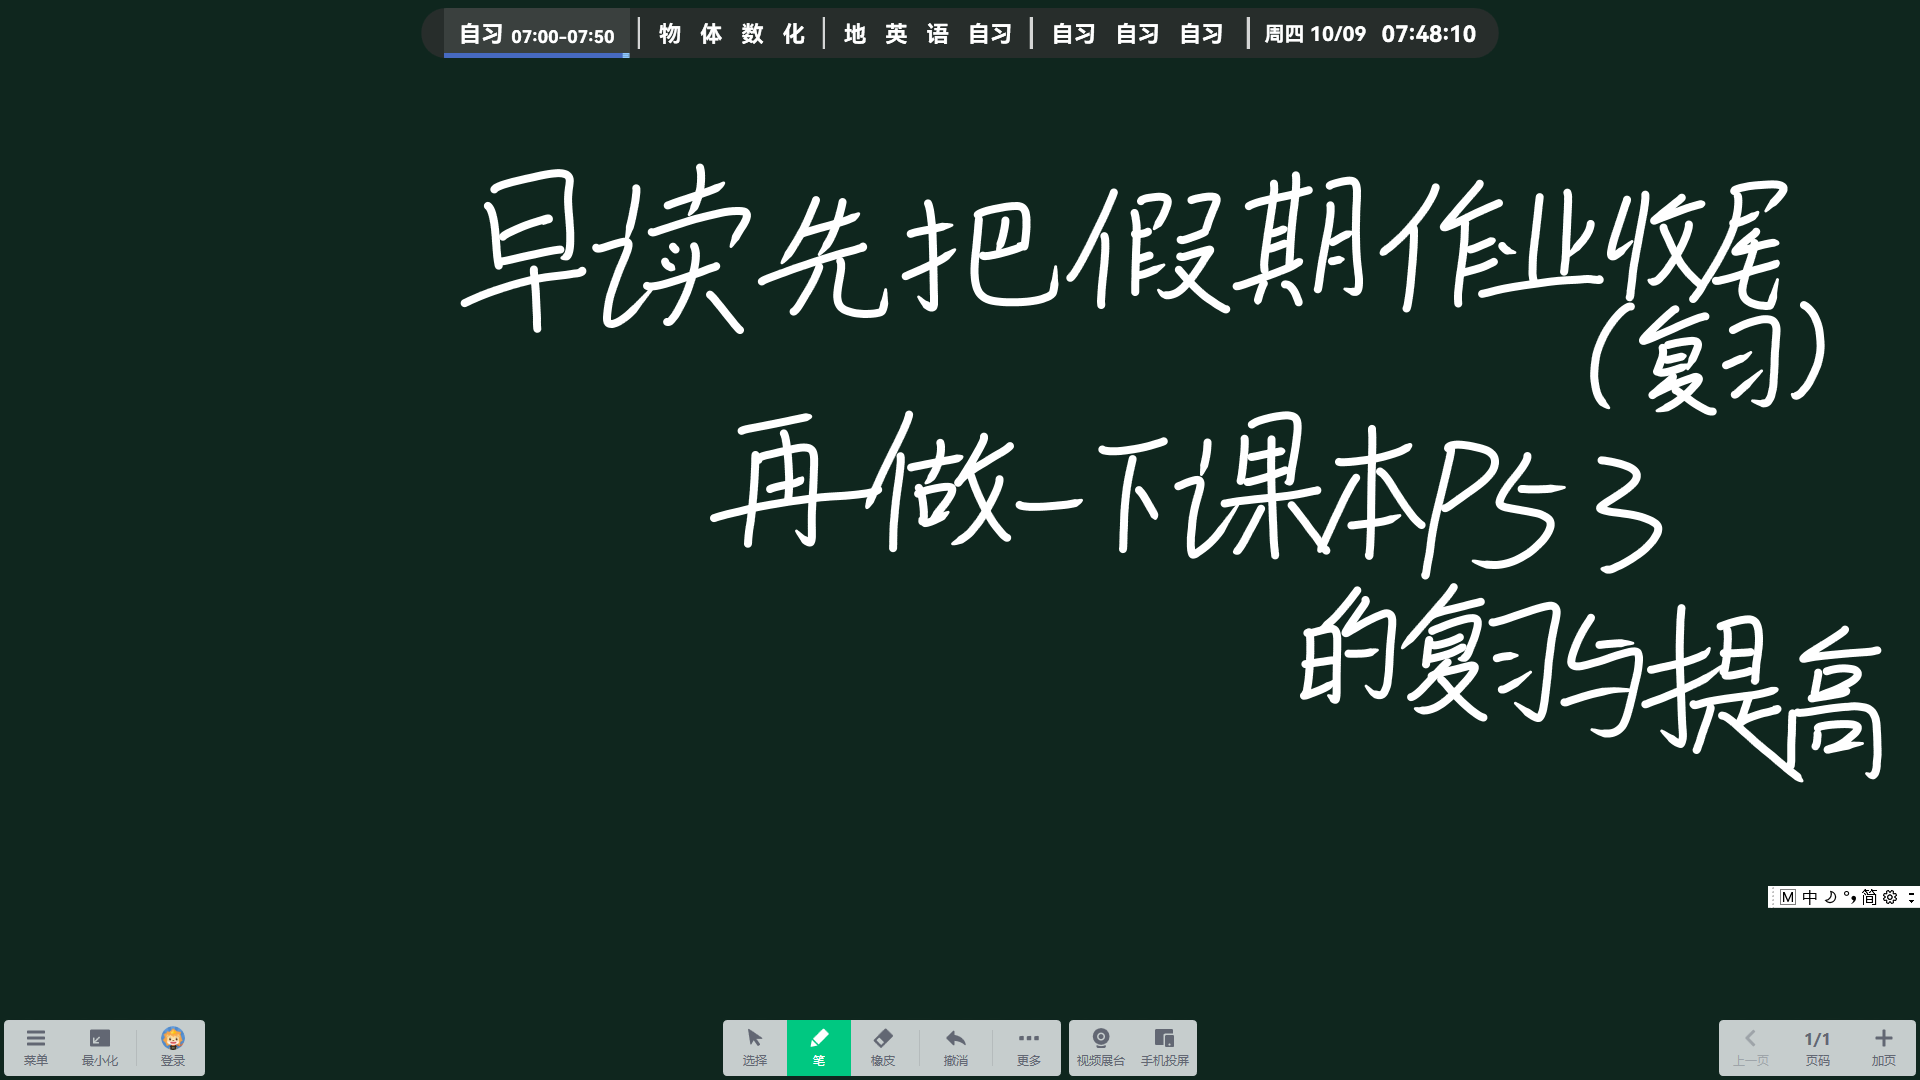 自习 07:00-07:50 物 体 数 化 地 英 语 自习 自习 自习 自习 周四 10/09 07:48:10
早读先把假期作业收尾
(复习)
再做一下课本P53
的复习与提高
M 中 简
菜单 最小化 登录 选择 笔 橡皮 撤消 更多 视频展台 手机投屏 上一页 1/1 页码 加页